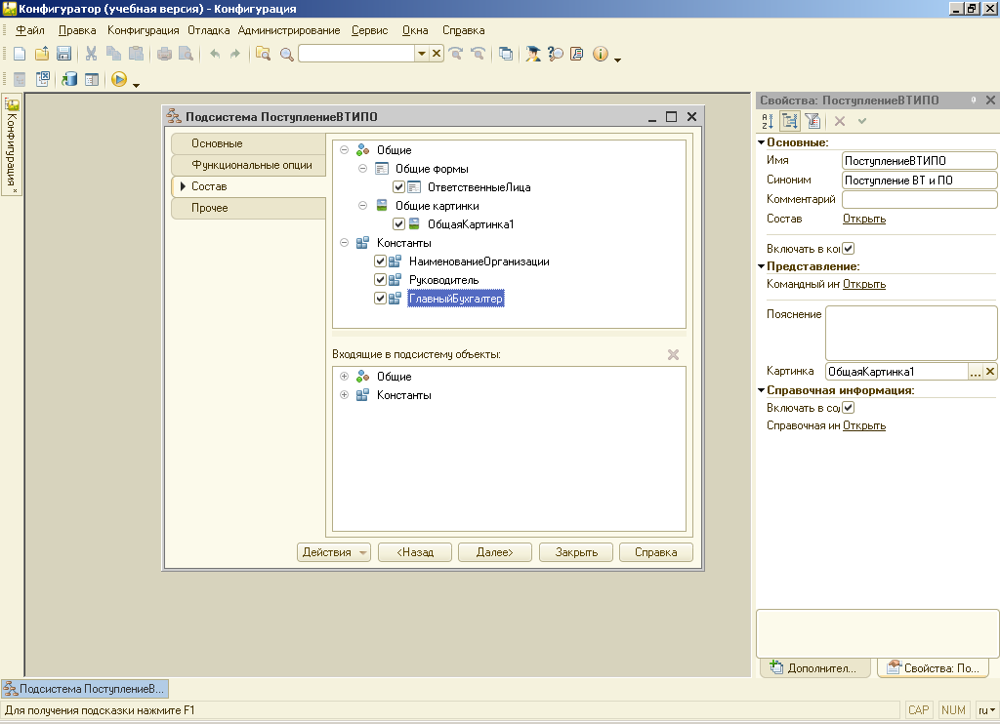 Конфигуратор (учебная версия) - Конфигурация
Файл Правка Конфигурация Отладка Администрирование Сервис Окна Справка
Конфигурация
Подсистема ПоступлениеВТИПО
Основные
Функциональные опции
Состав
Прочее
Общие
Общие формы
ОтветственныеЛица
Общие картинки
ОбщаяКартинка1
Константы
НаименованиеОрганизации
Руководитель
ГлавныйБухгалтер
Входящие в подсистему объекты:
Общие
Константы
Действия <Назад Далее> Закрыть Справка
Свойства: ПоступлениеВТИПО
Основные:
Имя ПоступлениеВТИПО
Синоним Поступление ВТ и ПО
Комментарий
Состав Открыть
Включать в ко
Представление:
Командный ин Открыть
Пояснение
Картинка ОбщаяКартинка1 ...
Справочная информация:
Включать в со
Справочная ин Открыть
Дополнител... Свойства: По...
Подсистема ПоступлениеВ...
Для получения подсказки нажмите F1 CAP NUM ru